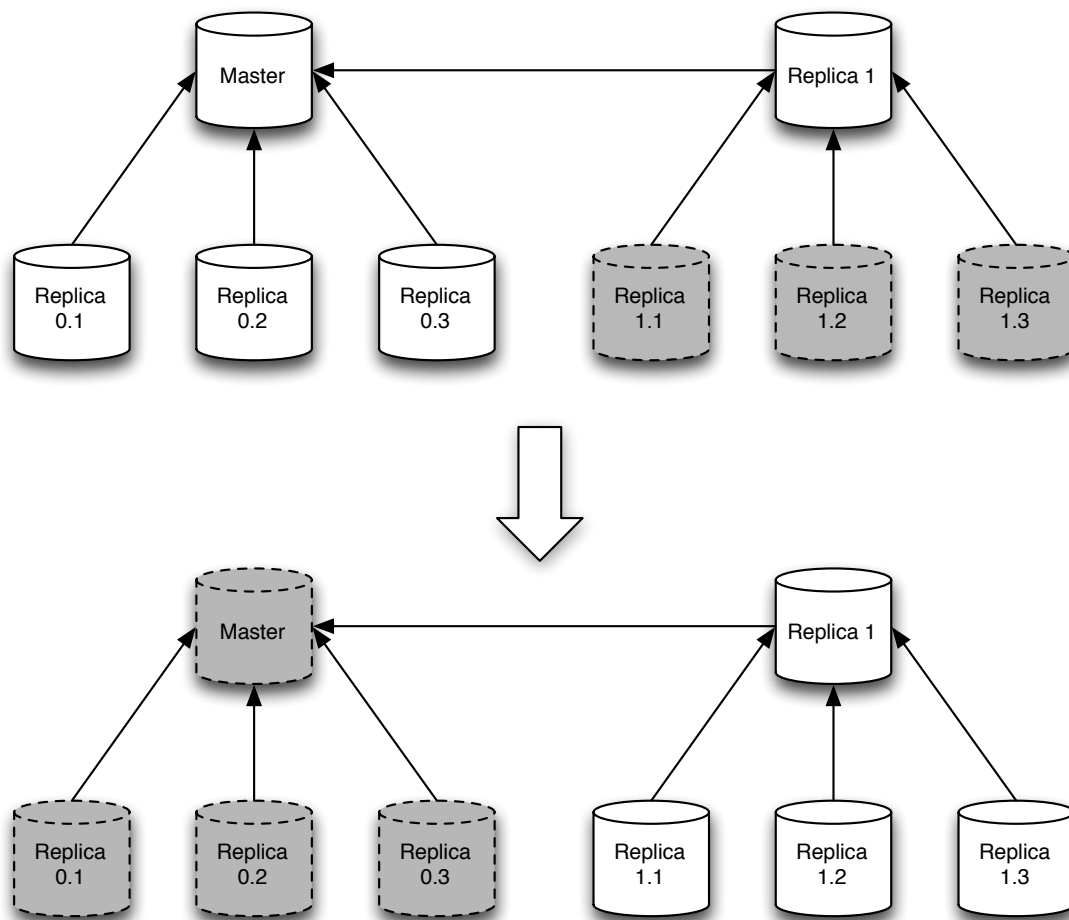 Master
Replica 1
Replica
0.1
Replica
0.2
Replica
0.3
Replica
1.1
Replica
1.2
Replica
1.3
Master
Replica 1
Replica
0.1
Replica
0.2
Replica
0.3
Replica
1.1
Replica
1.2
Replica
1.3